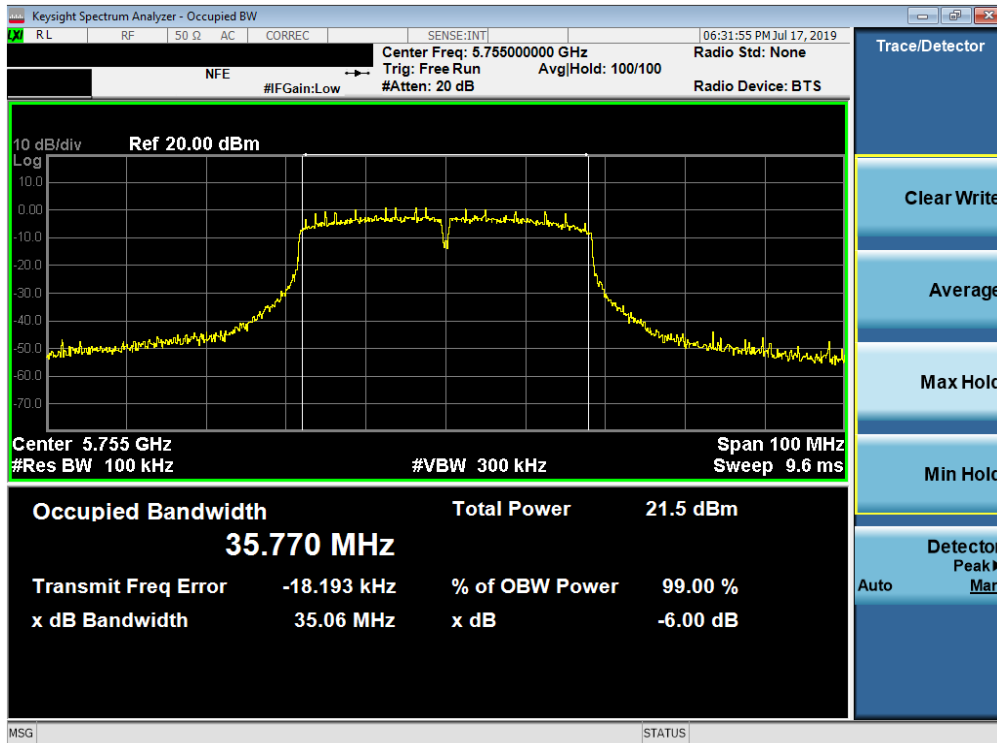 Keysight Spectrum Analyzer - Occupied BW
LXI RL RF 50 Ω AC CORREC SENSE:INT 06:31:55 PM Jul 17, 2019
Center Freq: 5.755000000 GHz Radio Std: None
NFE Trig: Free Run Avg|Hold: 100/100
#IFGain:Low #Atten: 20 dB Radio Device: BTS
Trace/Detector
10 dB/div Ref 20.00 dBm
Log
10.0
0.00
-10.0
-20.0
-30.0
-40.0
-50.0
-60.0
-70.0
Center 5.755 GHz Span 100 MHz
#Res BW 100 kHz #VBW 300 kHz Sweep 9.6 ms
Occupied Bandwidth Total Power 21.5 dBm
35.770 MHz
Transmit Freq Error -18.193 kHz % of OBW Power 99.00 %
x dB Bandwidth 35.06 MHz x dB -6.00 dB
Clear Write
Average
Max Hold
Min Hold
Detector
Peak
Auto Man
MSG STATUS